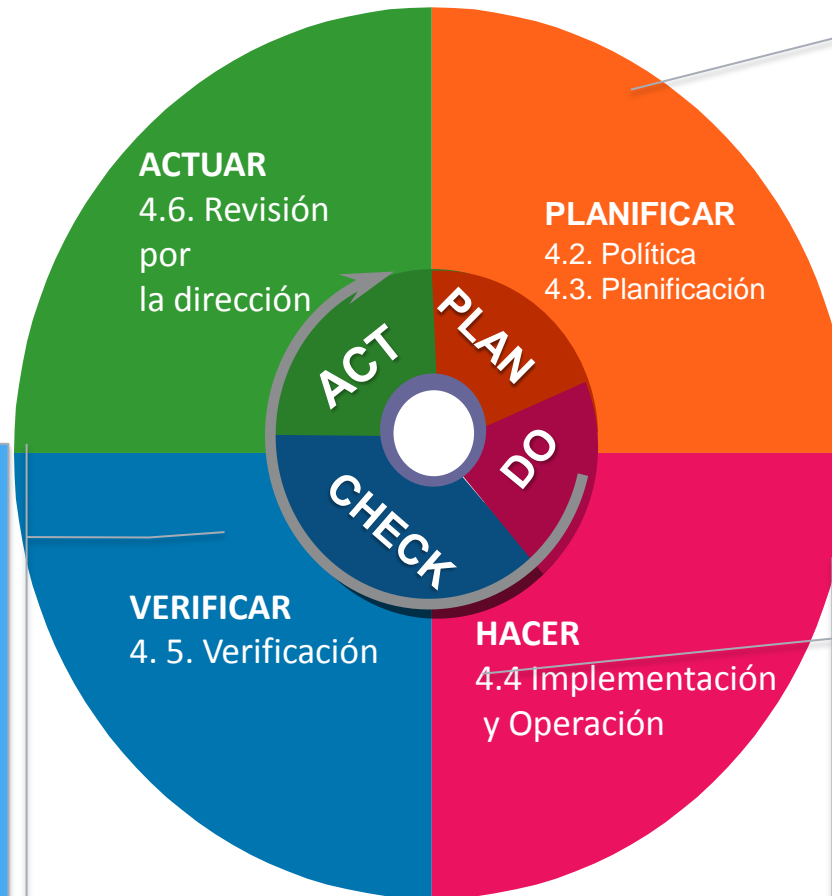 ACTUAR
4.6. Revisión
por
la dirección
PLANIFICAR
4.2. Política
4.3. Planificación
ACT
PLAN
DO
CHECK
VERIFICAR
4. 5. Verificación
HACER
4.4 Implementación
y Operación